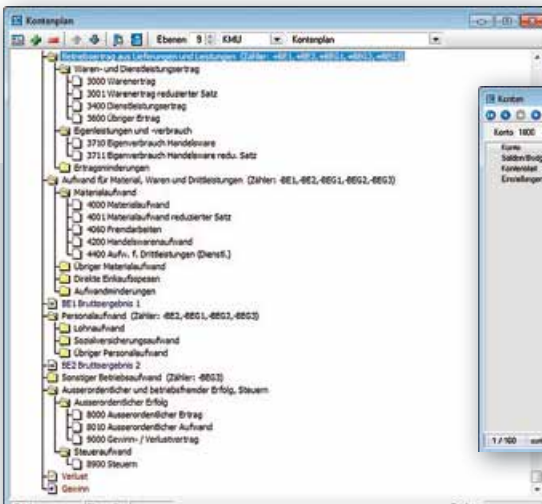 Kontenplan
Ebenen 9 KMU Kontenplan
Betriebsertrag aus Lieferungen und Leistungen (Zähler: +BE1, +BE2, +BEG1, +BEG2, +BEG3)
Waren- und Dienstleistungsertrag
3000 Warenertrag
3001 Warenertrag reduzierter Satz
3400 Dienstleistungsertrag
3600 Übriger Ertrag
Eigenleistungen und -verbrauch
3710 Eigenverbrauch Handelsware
3711 Eigenverbrauch Handelsware redu. Satz
Ertragsminderungen
Aufwand für Material, Waren und Drittleistungen (Zähler: -BE1,-BE2,-BEG1,-BEG2,-BEG3)
Materialaufwand
4000 Materialaufwand
4001 Materialaufwand reduzierter Satz
4060 Fremdarbeiten
4200 Handelswarenaufwand
4400 Aufw. f. Drittleistungen (Dienstl.)
Übriger Materialaufwand
Direkte Einkaufsspesen
Aufwandminderungen
BE1 Bruttoergebnis 1
Personalaufwand (Zähler: -BE2,-BEG1,-BEG2,-BEG3)
Lohnaufwand
Sozialversicherungsaufwand
Übriger Personalaufwand
BE2 Bruttoergebnis 2
Sonstiger Betriebsaufwand (Zähler: -BEG3)
Ausserordentlicher und betriebsfremder Erfolg, Steuern
Ausserordentlicher Erfolg
8000 Ausserordentlicher Ertrag
8010 Ausserordentlicher Aufwand
9000 Gewinn- / Verlustvortrag
Steueraufwand
8900 Steuern
Verlust
Gewinn
Konten
Konto 1800
Konto
Salden/Budg
Kontenblatt
Einstellungen
1 / 100